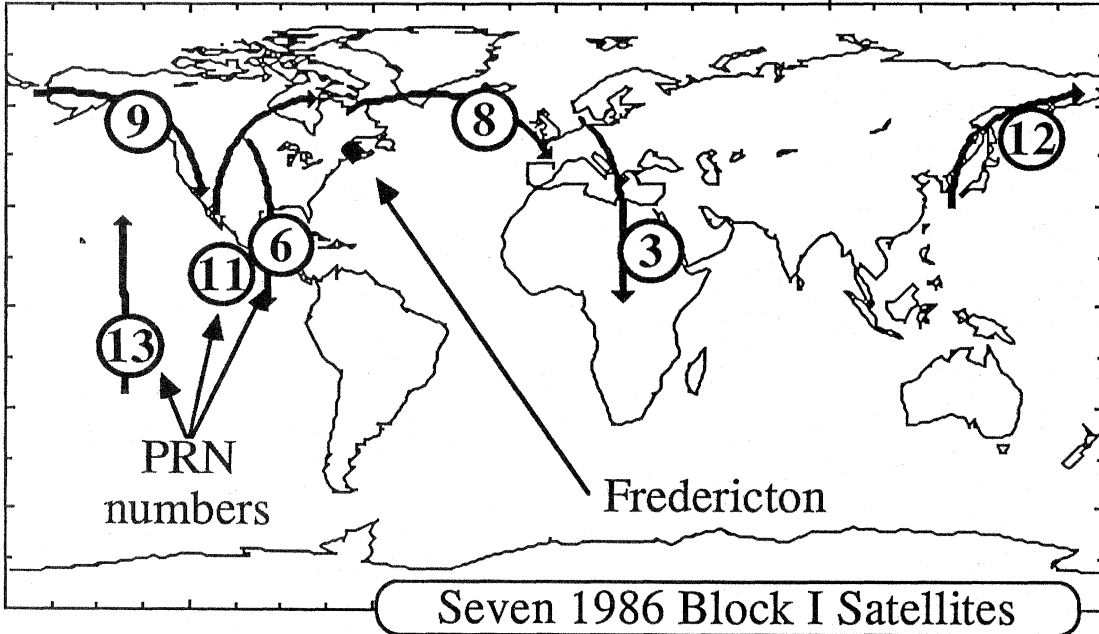 9
8
12
6
3
11
13
PRN
numbers
Fredericton
Seven 1986 Block I Satellites